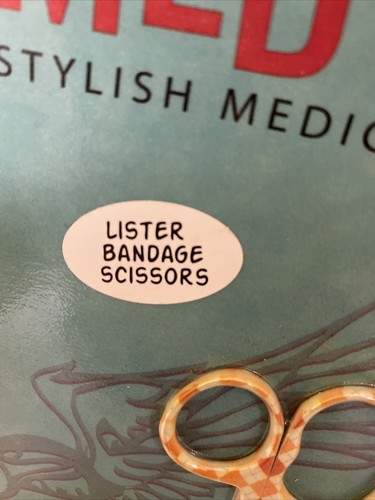 MED
STYLISH MEDIC
LISTER
BANDAGE
SCISSORS